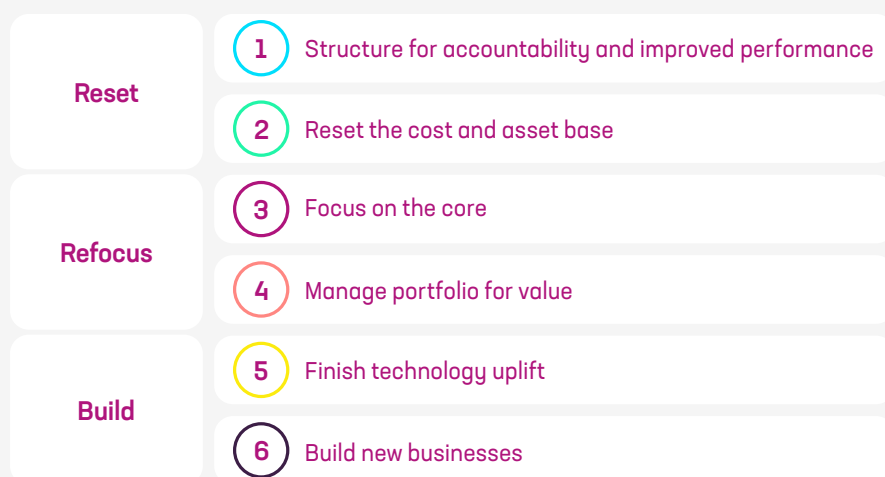 Reset
1 Structure for accountability and improved performance
2 Reset the cost and asset base
Refocus
3 Focus on the core
4 Manage portfolio for value
Build
5 Finish technology uplift
6 Build new businesses